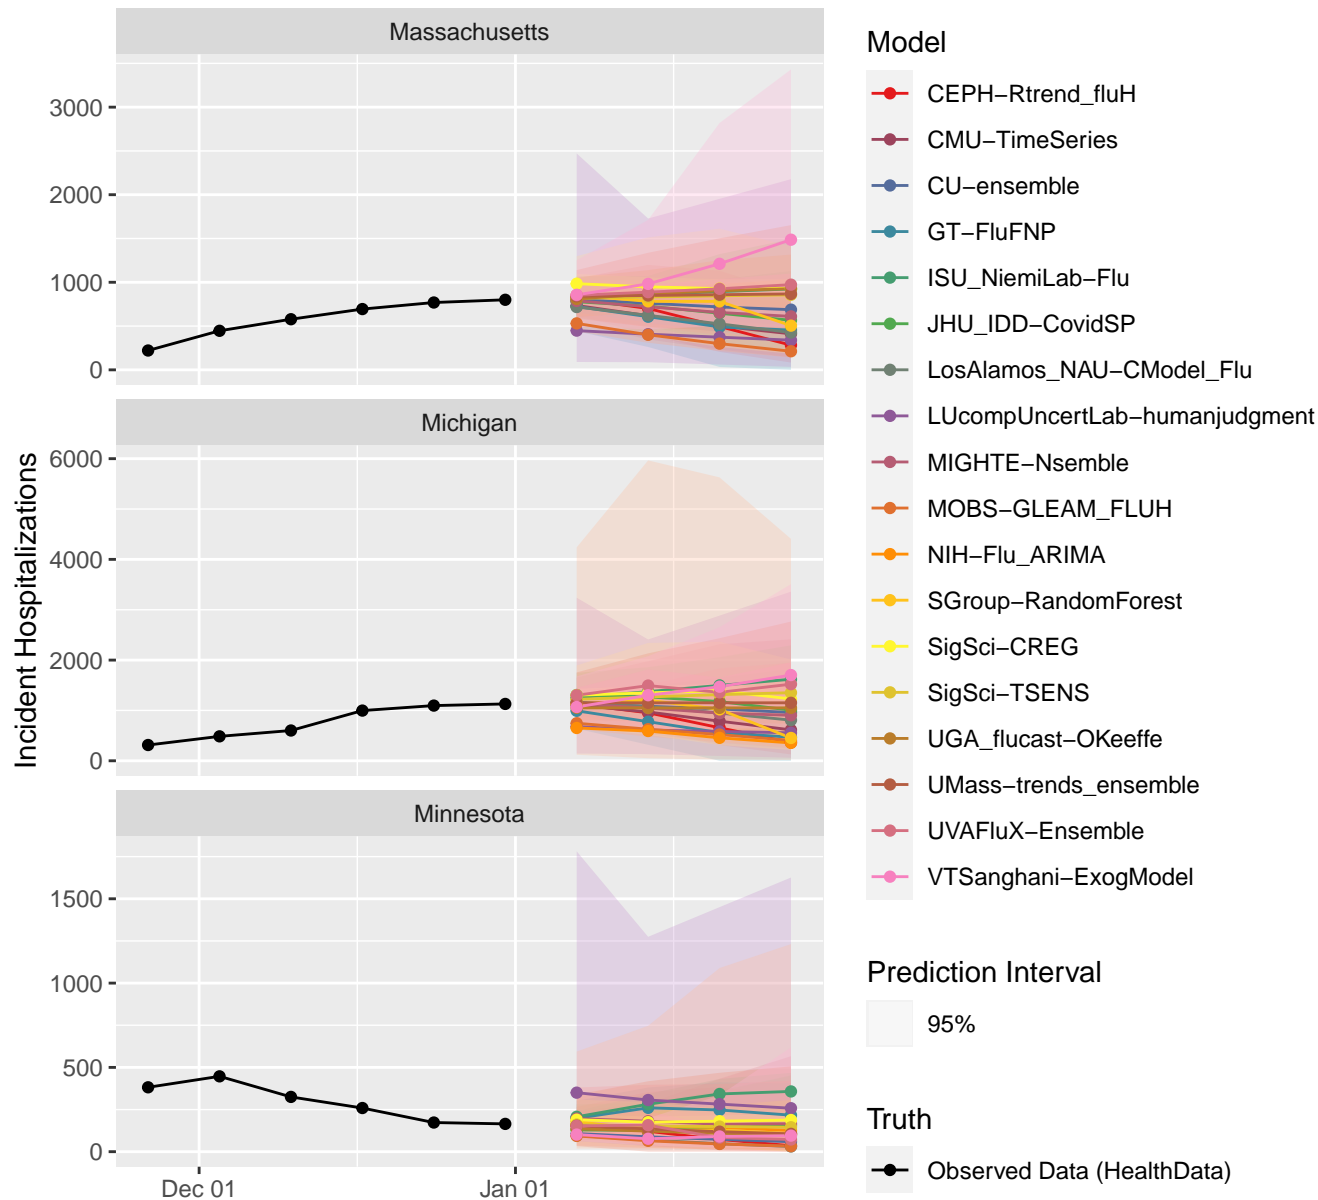 Massachusetts
3000
2000
1000
0
Michigan
6000
4000
2000
0
Minnesota
1500
1000
500
0
Dec 01
Jan 01
Incident Hospitalizations
Model
CEPH−Rtrend_fluH
CMU−TimeSeries
CU−ensemble
GT−FluFNP
ISU_NiemiLab−Flu
JHU_IDD−CovidSP
LosAlamos_NAU−CModel_Flu
LUcompUncertLab−humanjudgment
MIGHTE−Nsemble
MOBS−GLEAM_FLUH
NIH−Flu_ARIMA
SGroup−RandomForest
SigSci−CREG
SigSci−TSENS
UGA_flucast−OKeeffe
UMass−trends_ensemble
UVAFluX−Ensemble
VTSanghani−ExogModel
Prediction Interval
95%
Truth
Observed Data (HealthData)